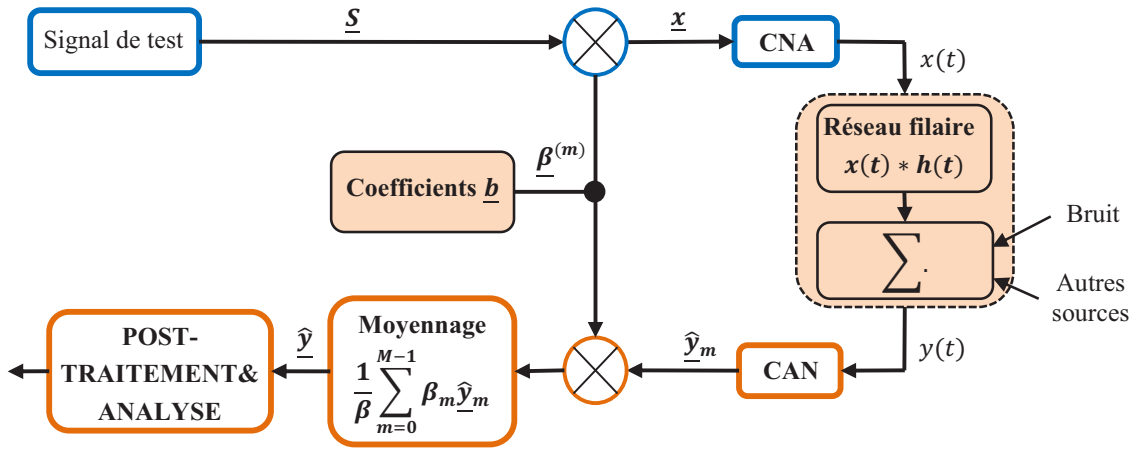 Signal de test
S
x
CNA
x(t)
Réseau filaire
x(t) * h(t)
β^(m)
Coefficients b
∑.
Bruit
Autres
sources
y(t)
CAN
ŷ_m
Moyennage
1/β ∑_{m=0}^{M−1} β_m ŷ_m
ŷ
POST-
TRAITEMENT&
ANALYSE